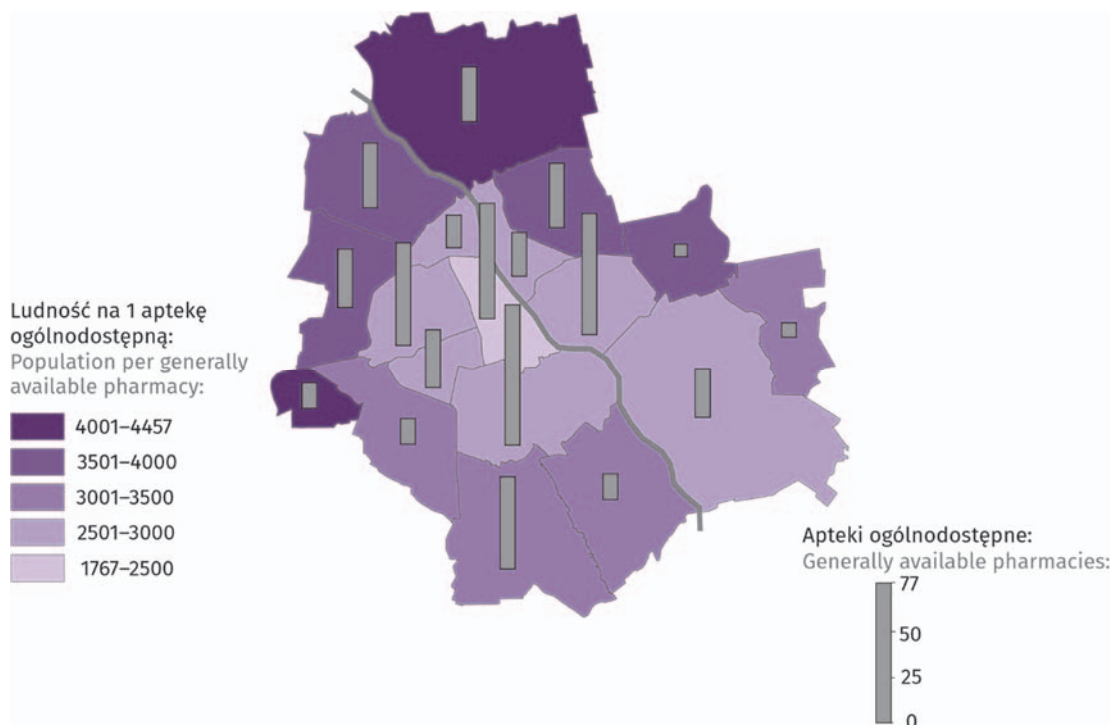 Ludność na 1 aptekę
ogólnodostępną:
Population per generally
available pharmacy:
4001–4457
3501–4000
3001–3500
2501–3000
1767–2500
Apteki ogólnodostępne:
Generally available pharmacies:
77
50
25
0